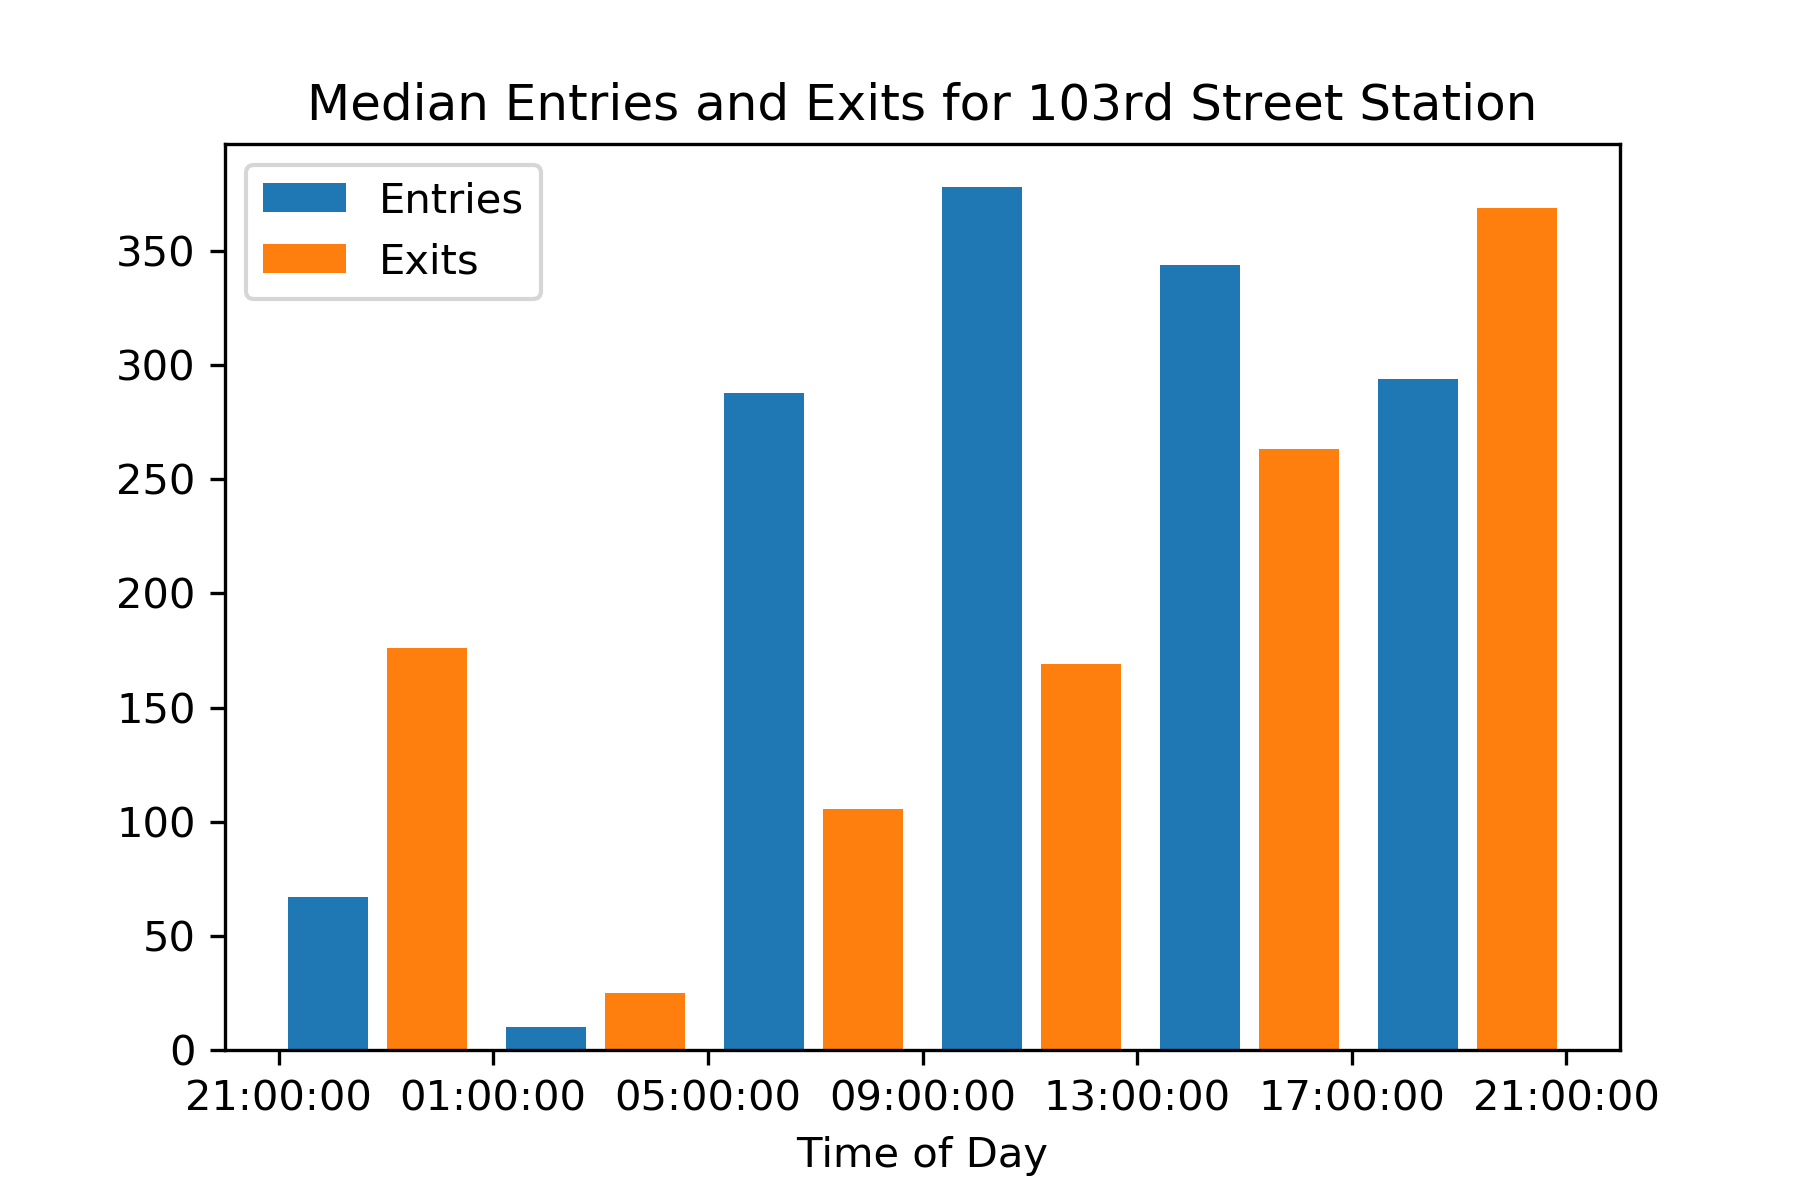 Median Entries and Exits for 103rd Street Station
Entries
Exits
350
300
250
200
150
100
50
0
21:00:00 01:00:00 05:00:00 09:00:00 13:00:00 17:00:00 21:00:00
Time of Day